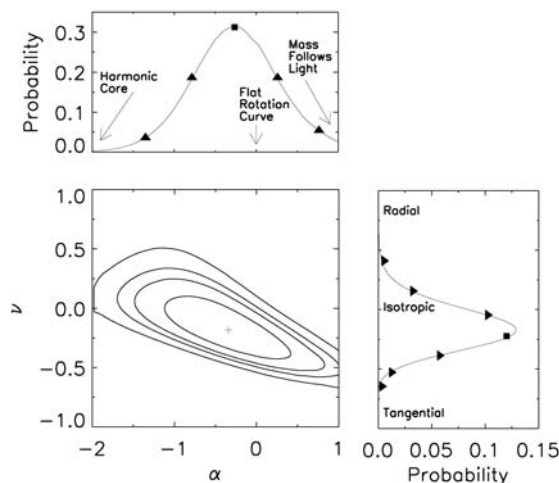 Probability
0.3
0.2
0.1
0.0
Harmonic
Core
Flat
Rotation
Curve
Mass
Follows
Light
ν
1.0
0.5
0.0
-0.5
-1.0
-2
-1
0
1
α
Radial
Isotropic
Tangential
0.0
0.05
0.10
0.15
Probability